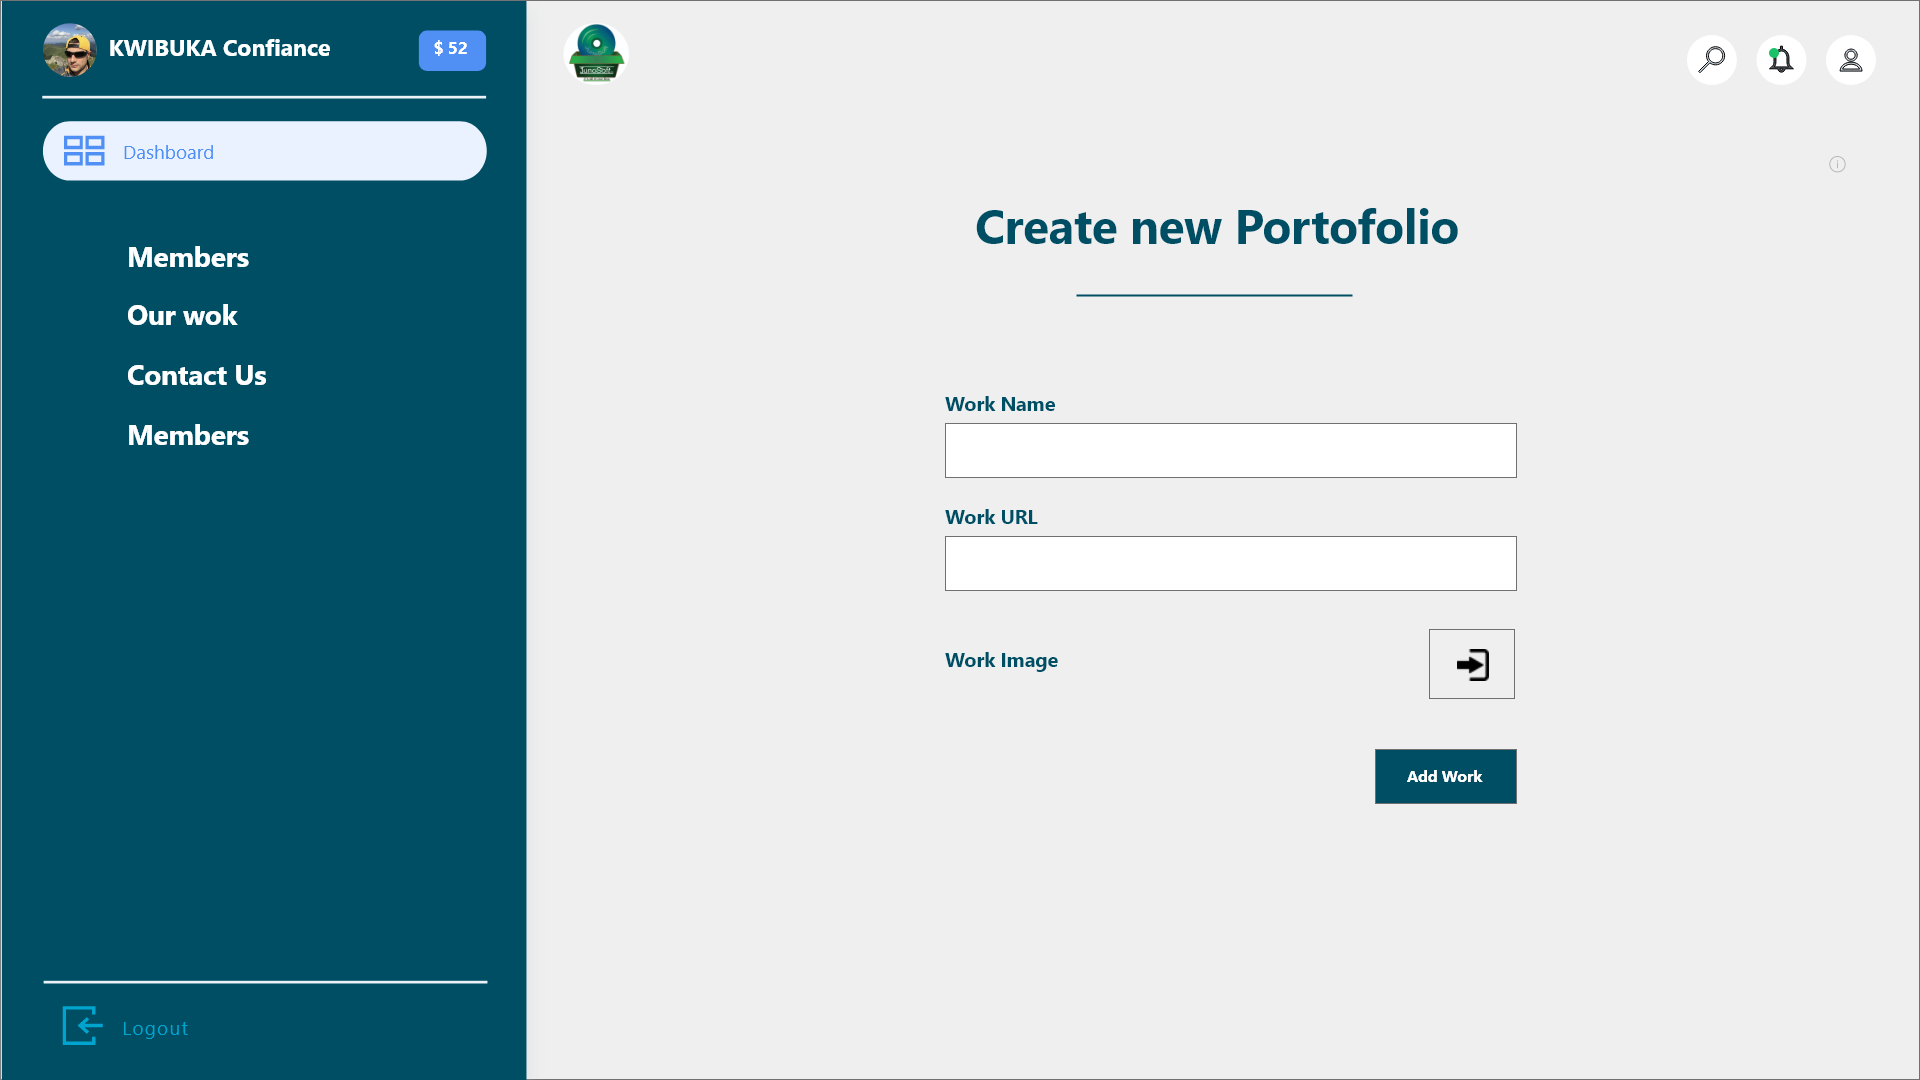 KWIBUKA Confiance
$ 52
Dashboard
Members
Our wok
Contact Us
Members
Logout
JunoSoft
Create new Portofolio
Work Name
Work URL
Work Image
Add Work